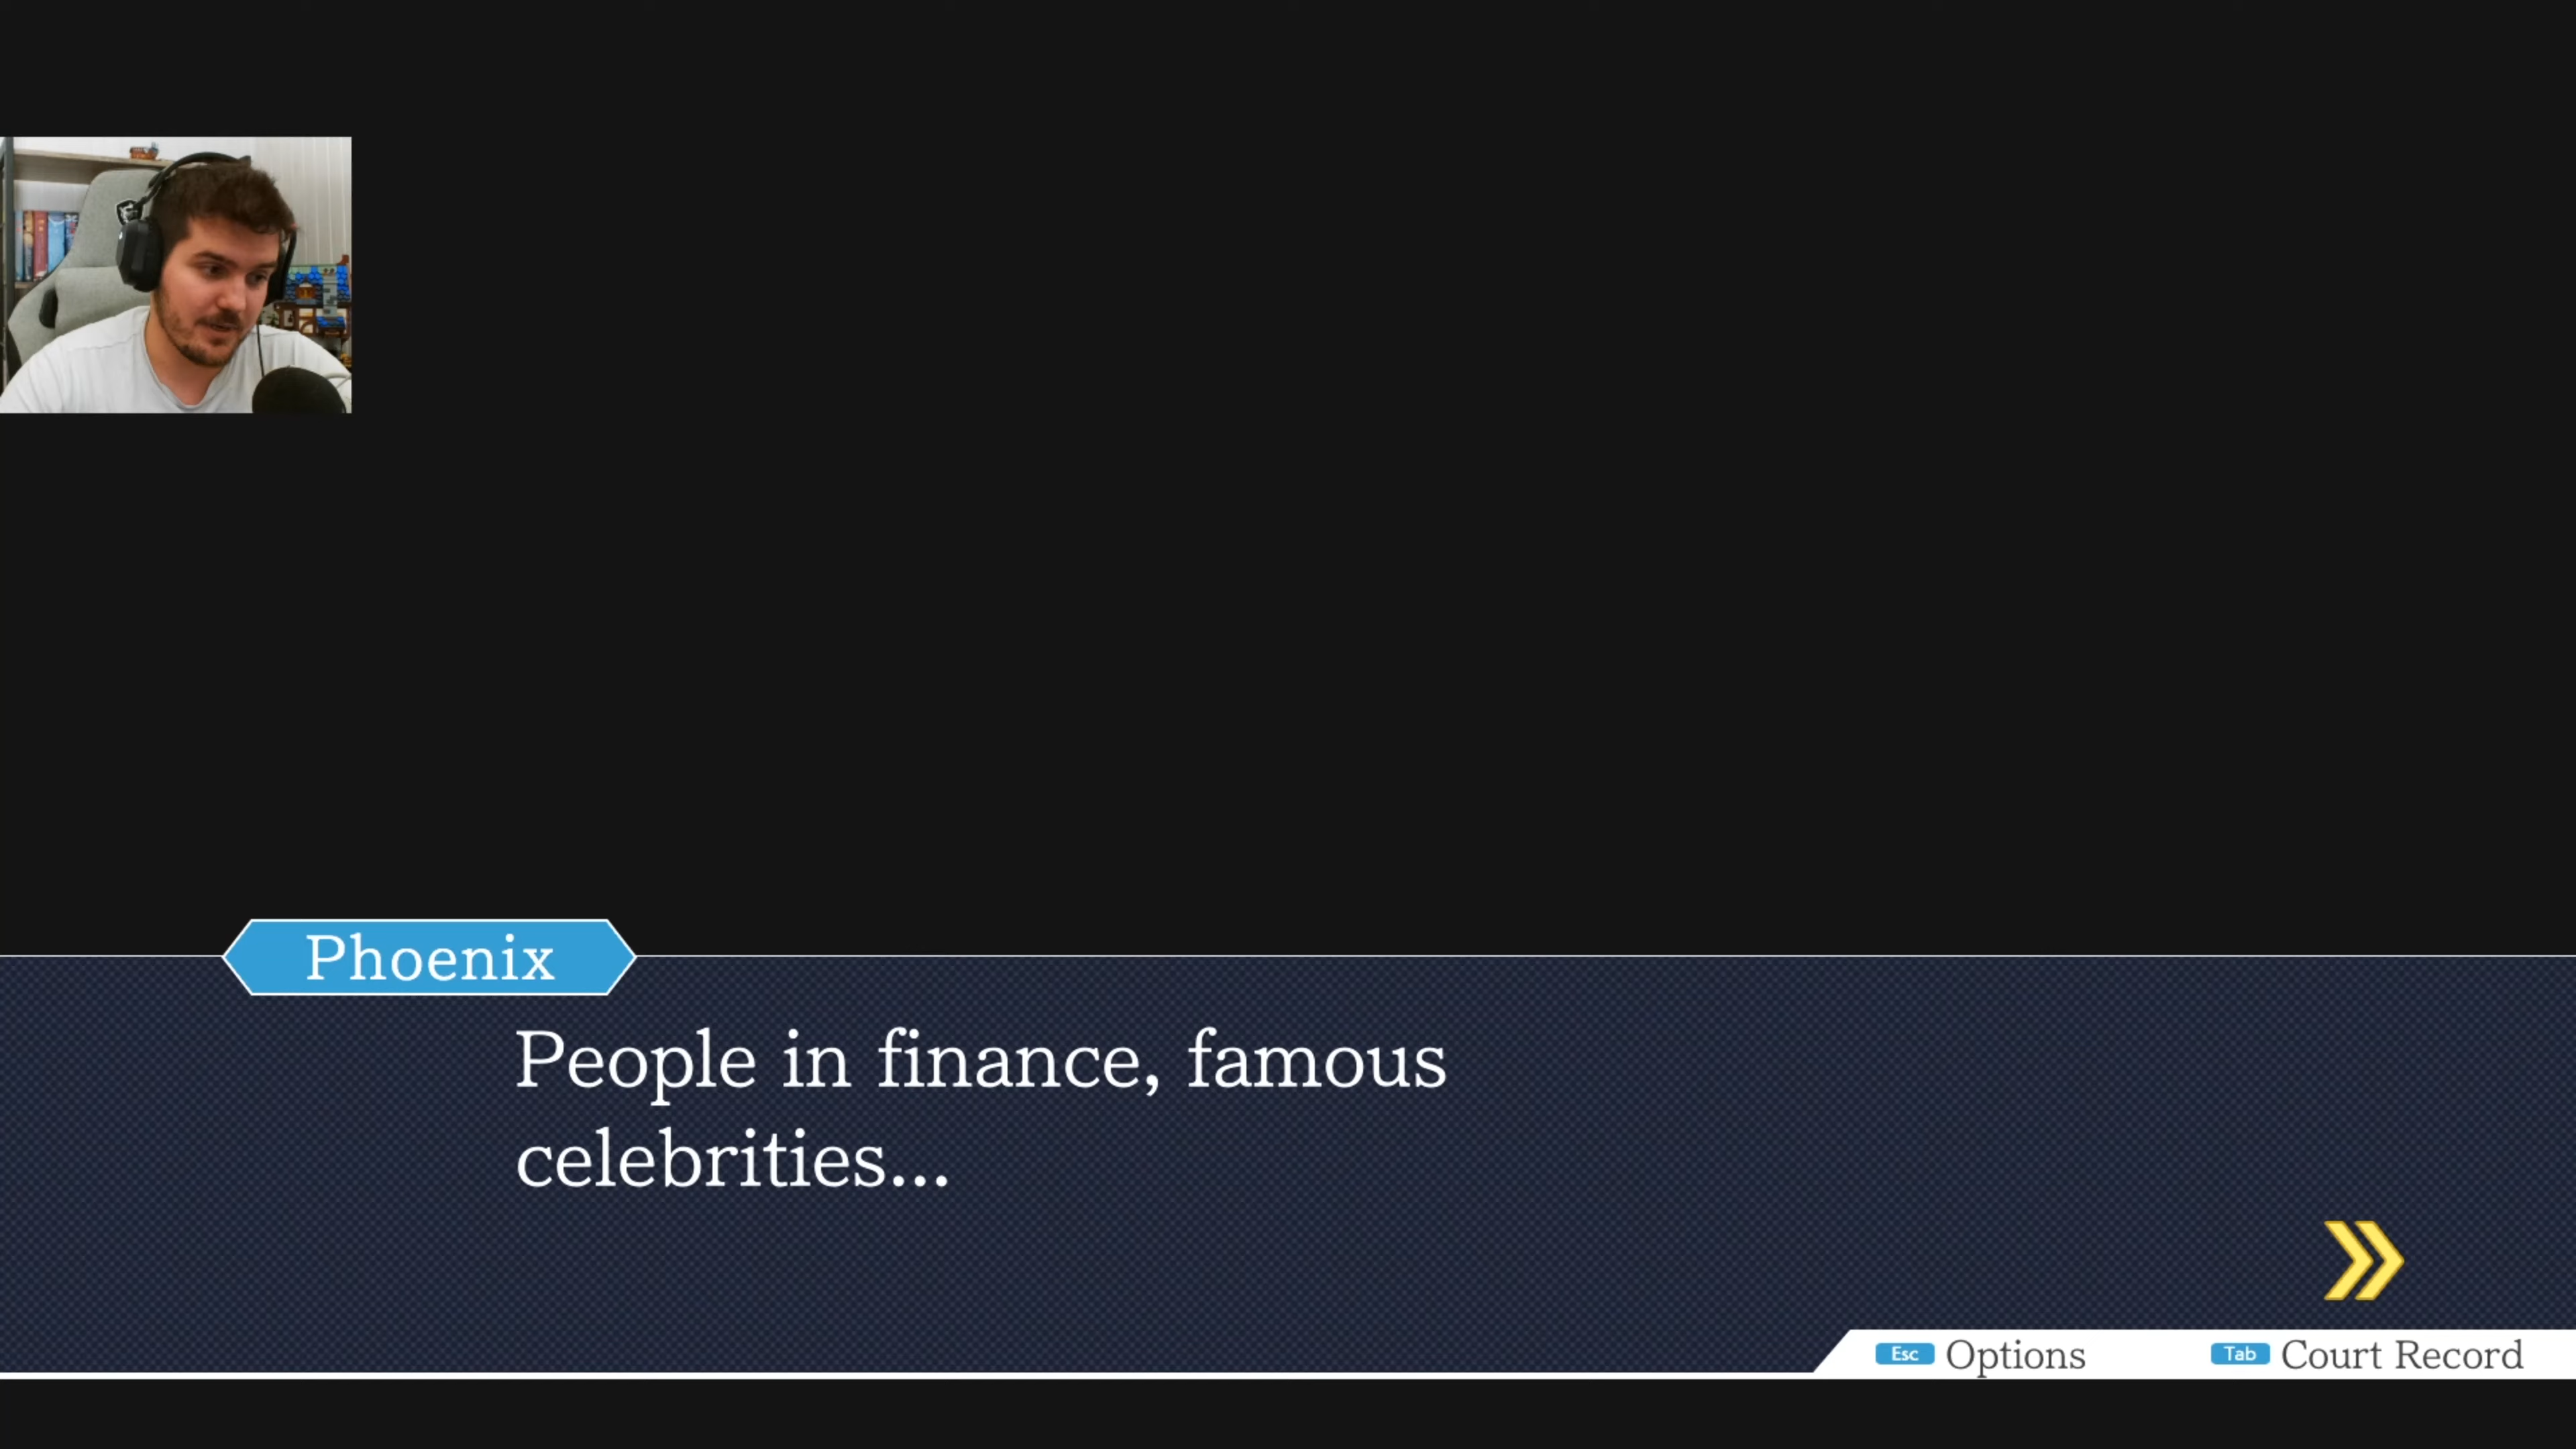 Phoenix
People in finance, famous
celebrities...
Esc Options
Tab Court Record